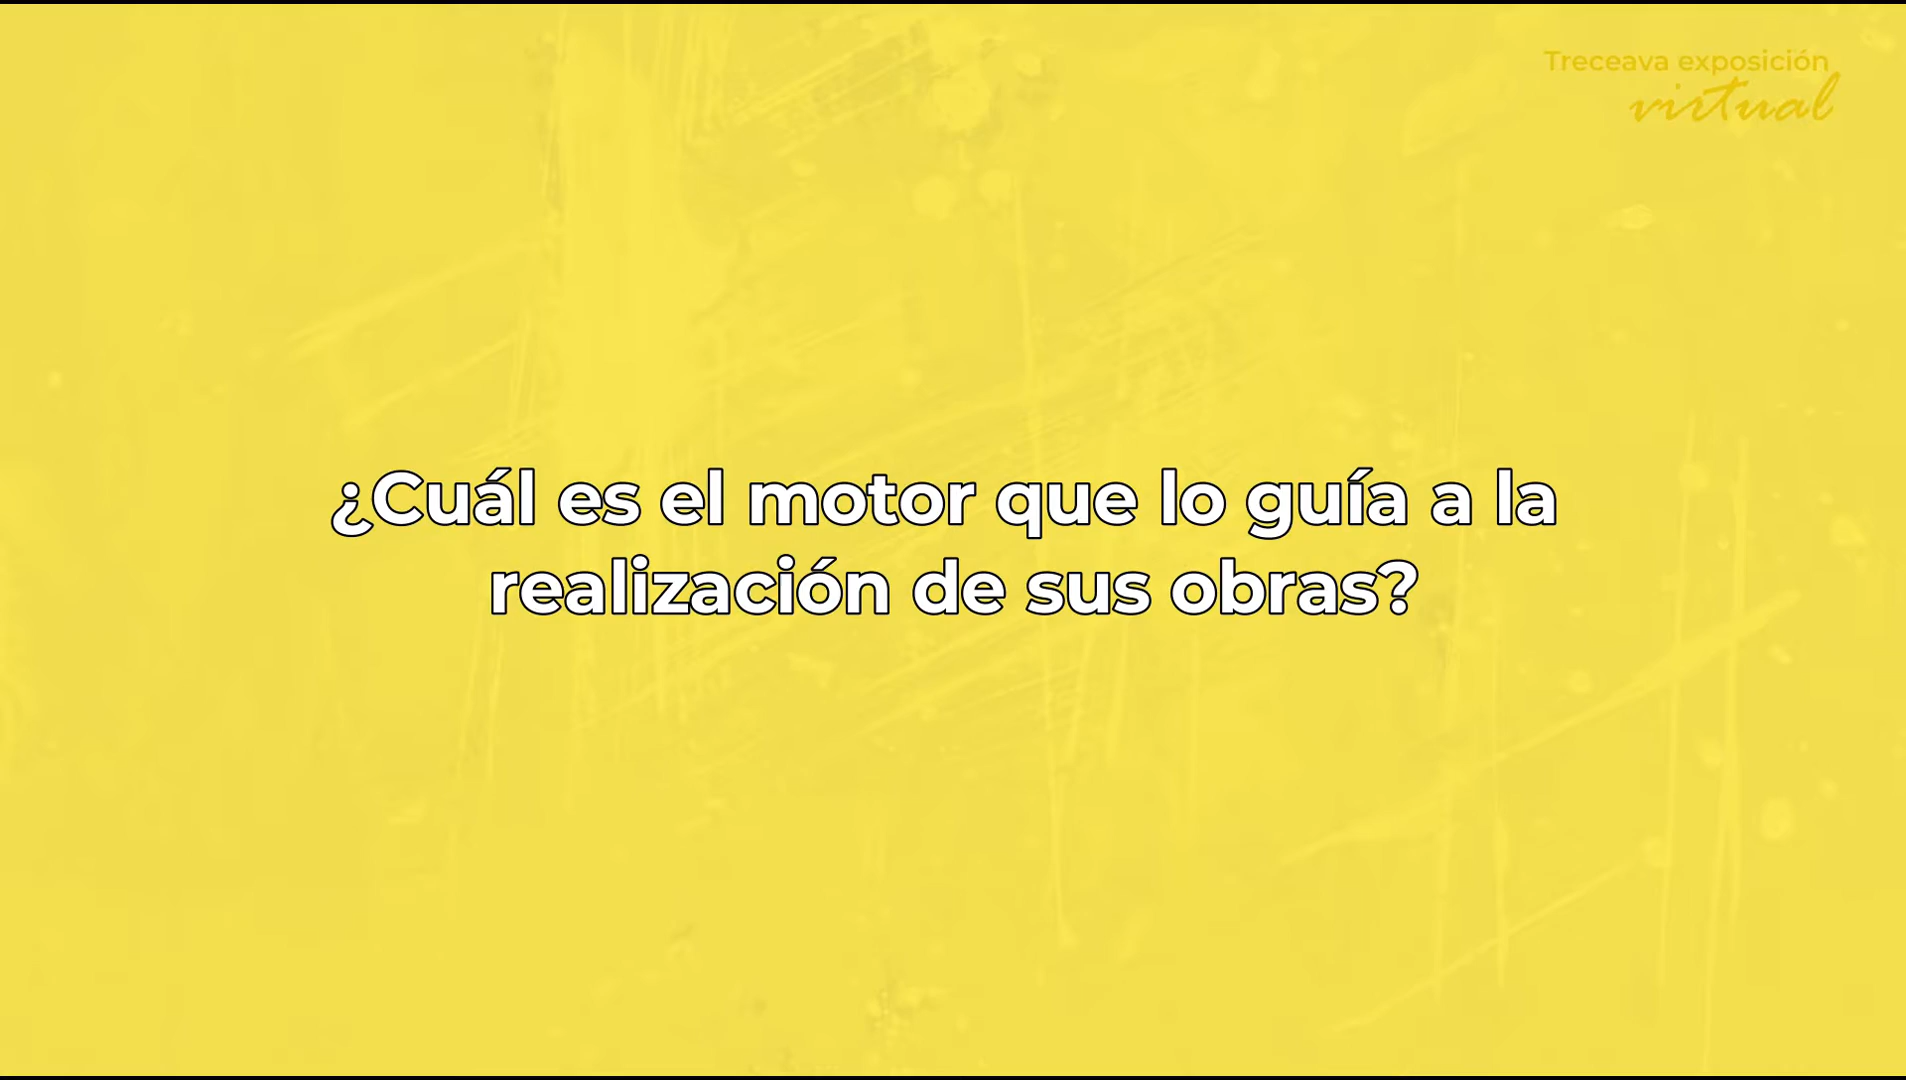 Treceava exposición
virtual
¿Cuál es el motor que lo guía a la
realización de sus obras?